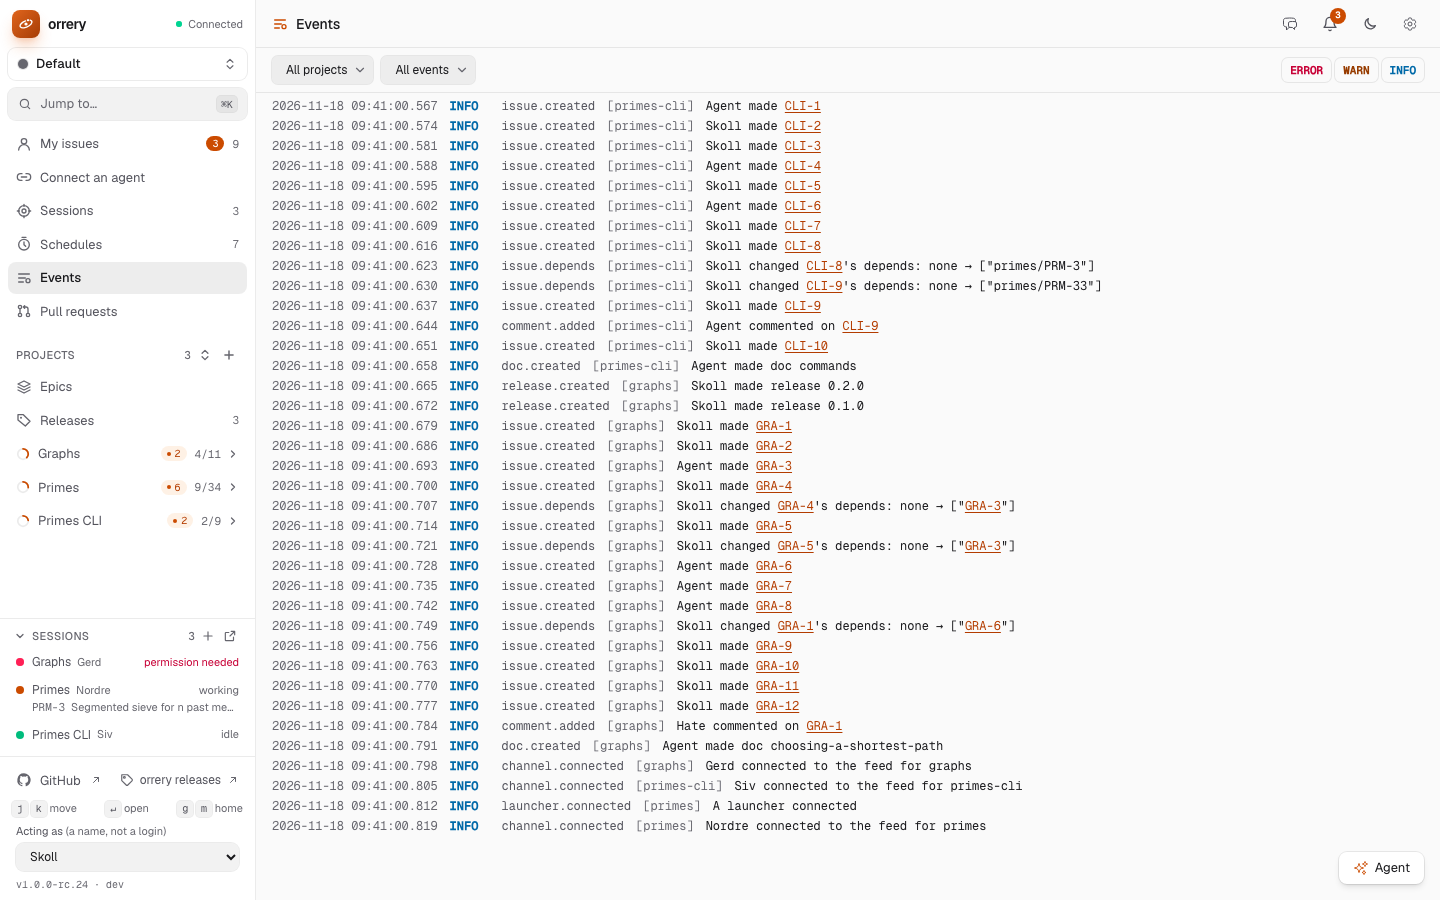 orrery
Connected
Default
Jump to...
⌘K
My issues
3
9
Connect an agent
Sessions
3
Schedules
7
Events
Pull requests
PROJECTS
3
Epics
Releases
3
Graphs
2
4/11
Primes
6
9/34
Primes CLI
2
2/9
SESSIONS
3
Graphs Gerd
permission needed
Primes Nordre
working
PRM-3 Segmented sieve for n past me…
Primes CLI Siv
idle
GitHub
orrery releases
j k move
↵ open
g m home
Acting as (a name, not a login)
Skoll
v1.0.0-rc.24 · dev
Events
3
All projects
All events
ERROR
WARN
INFO
2026-11-18 09:41:00.567 INFO issue.created [primes-cli] Agent made CLI-1
2026-11-18 09:41:00.574 INFO issue.created [primes-cli] Skoll made CLI-2
2026-11-18 09:41:00.581 INFO issue.created [primes-cli] Skoll made CLI-3
2026-11-18 09:41:00.588 INFO issue.created [primes-cli] Agent made CLI-4
2026-11-18 09:41:00.595 INFO issue.created [primes-cli] Skoll made CLI-5
2026-11-18 09:41:00.602 INFO issue.created [primes-cli] Agent made CLI-6
2026-11-18 09:41:00.609 INFO issue.created [primes-cli] Skoll made CLI-7
2026-11-18 09:41:00.616 INFO issue.created [primes-cli] Skoll made CLI-8
2026-11-18 09:41:00.623 INFO issue.depends [primes-cli] Skoll changed CLI-8's depends: none → ["primes/PRM-3"]
2026-11-18 09:41:00.630 INFO issue.depends [primes-cli] Skoll changed CLI-9's depends: none → ["primes/PRM-33"]
2026-11-18 09:41:00.637 INFO issue.created [primes-cli] Skoll made CLI-9
2026-11-18 09:41:00.644 INFO comment.added [primes-cli] Agent commented on CLI-9
2026-11-18 09:41:00.651 INFO issue.created [primes-cli] Skoll made CLI-10
2026-11-18 09:41:00.658 INFO doc.created [primes-cli] Agent made doc commands
2026-11-18 09:41:00.665 INFO release.created [graphs] Skoll made release 0.2.0
2026-11-18 09:41:00.672 INFO release.created [graphs] Skoll made release 0.1.0
2026-11-18 09:41:00.679 INFO issue.created [graphs] Skoll made GRA-1
2026-11-18 09:41:00.686 INFO issue.created [graphs] Skoll made GRA-2
2026-11-18 09:41:00.693 INFO issue.created [graphs] Agent made GRA-3
2026-11-18 09:41:00.700 INFO issue.created [graphs] Skoll made GRA-4
2026-11-18 09:41:00.707 INFO issue.depends [graphs] Skoll changed GRA-4's depends: none → ["GRA-3"]
2026-11-18 09:41:00.714 INFO issue.created [graphs] Skoll made GRA-5
2026-11-18 09:41:00.721 INFO issue.depends [graphs] Skoll changed GRA-5's depends: none → ["GRA-3"]
2026-11-18 09:41:00.728 INFO issue.created [graphs] Agent made GRA-6
2026-11-18 09:41:00.735 INFO issue.created [graphs] Agent made GRA-7
2026-11-18 09:41:00.742 INFO issue.created [graphs] Agent made GRA-8
2026-11-18 09:41:00.749 INFO issue.depends [graphs] Skoll changed GRA-1's depends: none → ["GRA-6"]
2026-11-18 09:41:00.756 INFO issue.created [graphs] Skoll made GRA-9
2026-11-18 09:41:00.763 INFO issue.created [graphs] Skoll made GRA-10
2026-11-18 09:41:00.770 INFO issue.created [graphs] Skoll made GRA-11
2026-11-18 09:41:00.777 INFO issue.created [graphs] Skoll made GRA-12
2026-11-18 09:41:00.784 INFO comment.added [graphs] Hate commented on GRA-1
2026-11-18 09:41:00.791 INFO doc.created [graphs] Agent made doc choosing-a-shortest-path
2026-11-18 09:41:00.798 INFO channel.connected [graphs] Gerd connected to the feed for graphs
2026-11-18 09:41:00.805 INFO channel.connected [primes-cli] Siv connected to the feed for primes-cli
2026-11-18 09:41:00.812 INFO launcher.connected [primes] A launcher connected
2026-11-18 09:41:00.819 INFO channel.connected [primes] Nordre connected to the feed for primes
Agent